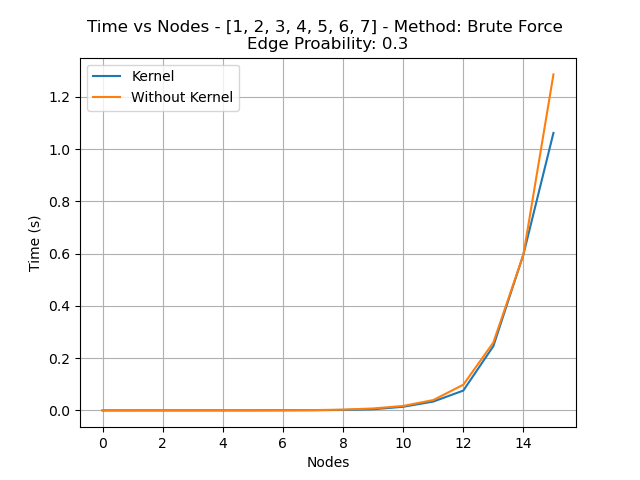 Time vs Nodes - [1, 2, 3, 4, 5, 6, 7] - Method: Brute Force
Edge Proability: 0.3
Kernel
Without Kernel
1.2
1.0
0.8
0.6
0.4
0.2
0.0
Time (s)
0 2 4 6 8 10 12 14
Nodes